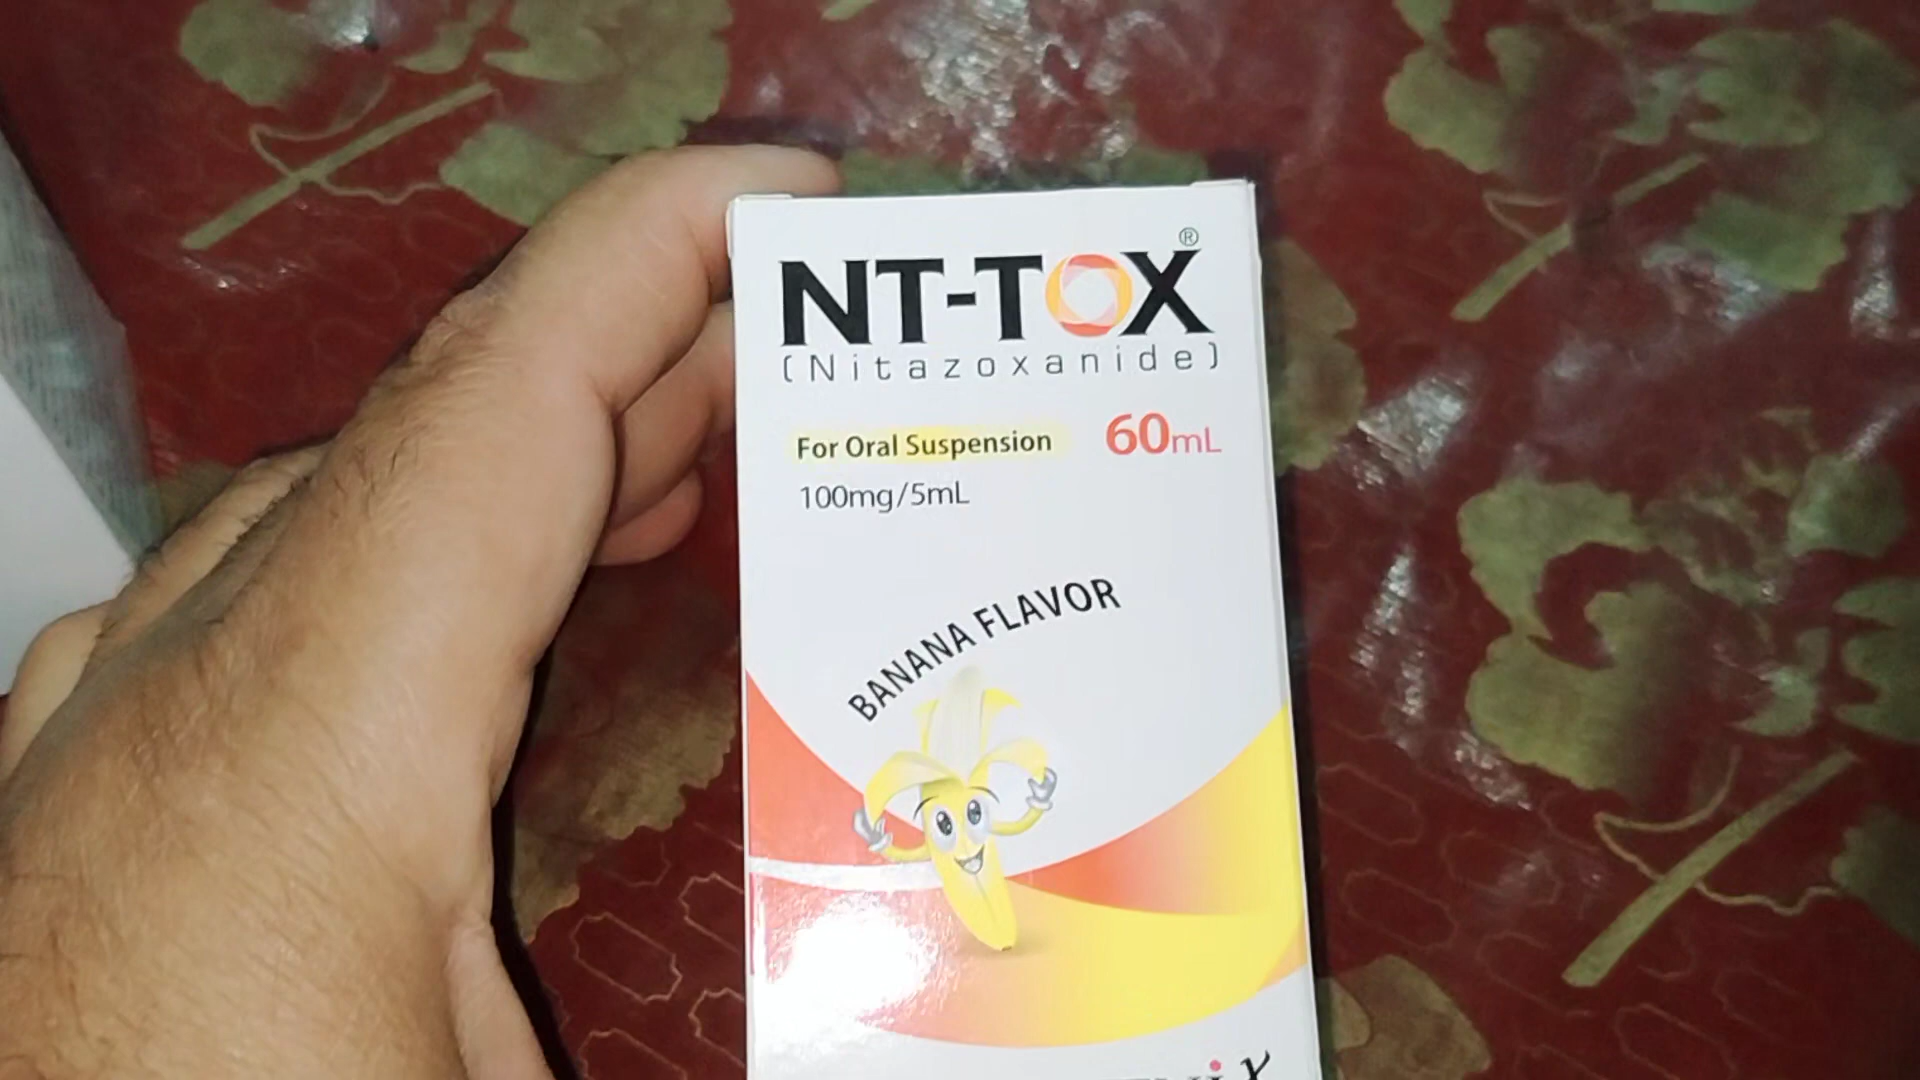 NT-TOX®
(Nitazoxanide)
For Oral Suspension 60mL
100mg/5mL
BANANA FLAVOR